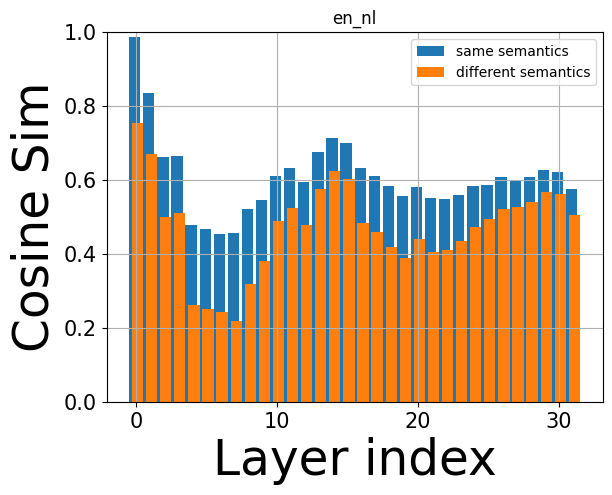 en_nl
same semantics
different semantics
Cosine Sim
1.0
0.8
0.6
0.4
0.2
0.0
0 10 20 30
Layer index